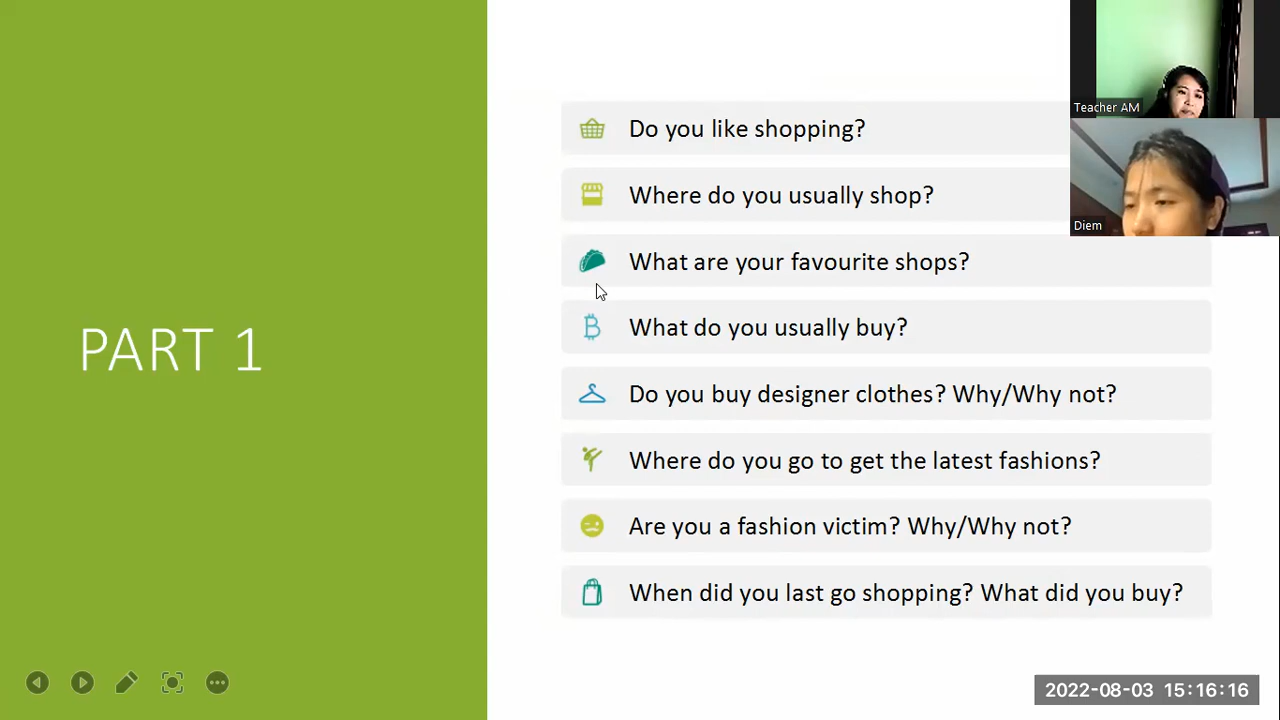 Do you like shopping?
Teacher AM
Where do you usually shop?
Diem
What are your favourite shops?
What do you usually buy?
PART 1
Do you buy designer clothes? Why/Why not?
Where do you go to get the latest fashions?
Are you a fashion victim? Why/Why not?
When did you last go shopping? What did you buy?
2022-08-03 15:16:16